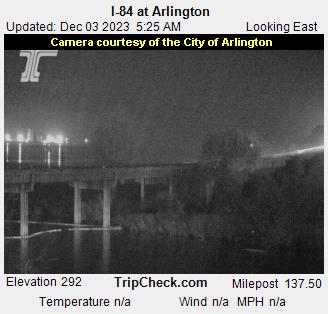 I-84 at Arlington
Updated: Dec 03 2023 5:25 AM Looking East
Camera courtesy of the City of Arlington
Elevation 292 TripCheck.com Milepost 137.50
Temperature n/a Wind n/a MPH n/a